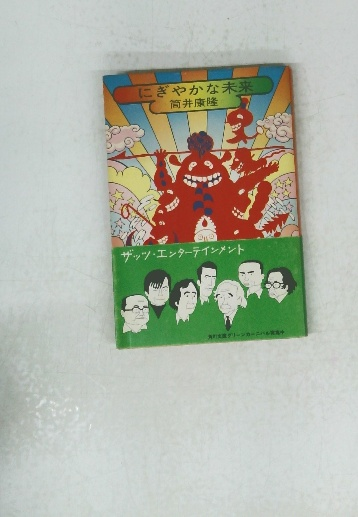 にぎやかな未来
筒井康隆
ザッツ・エンターテインメント